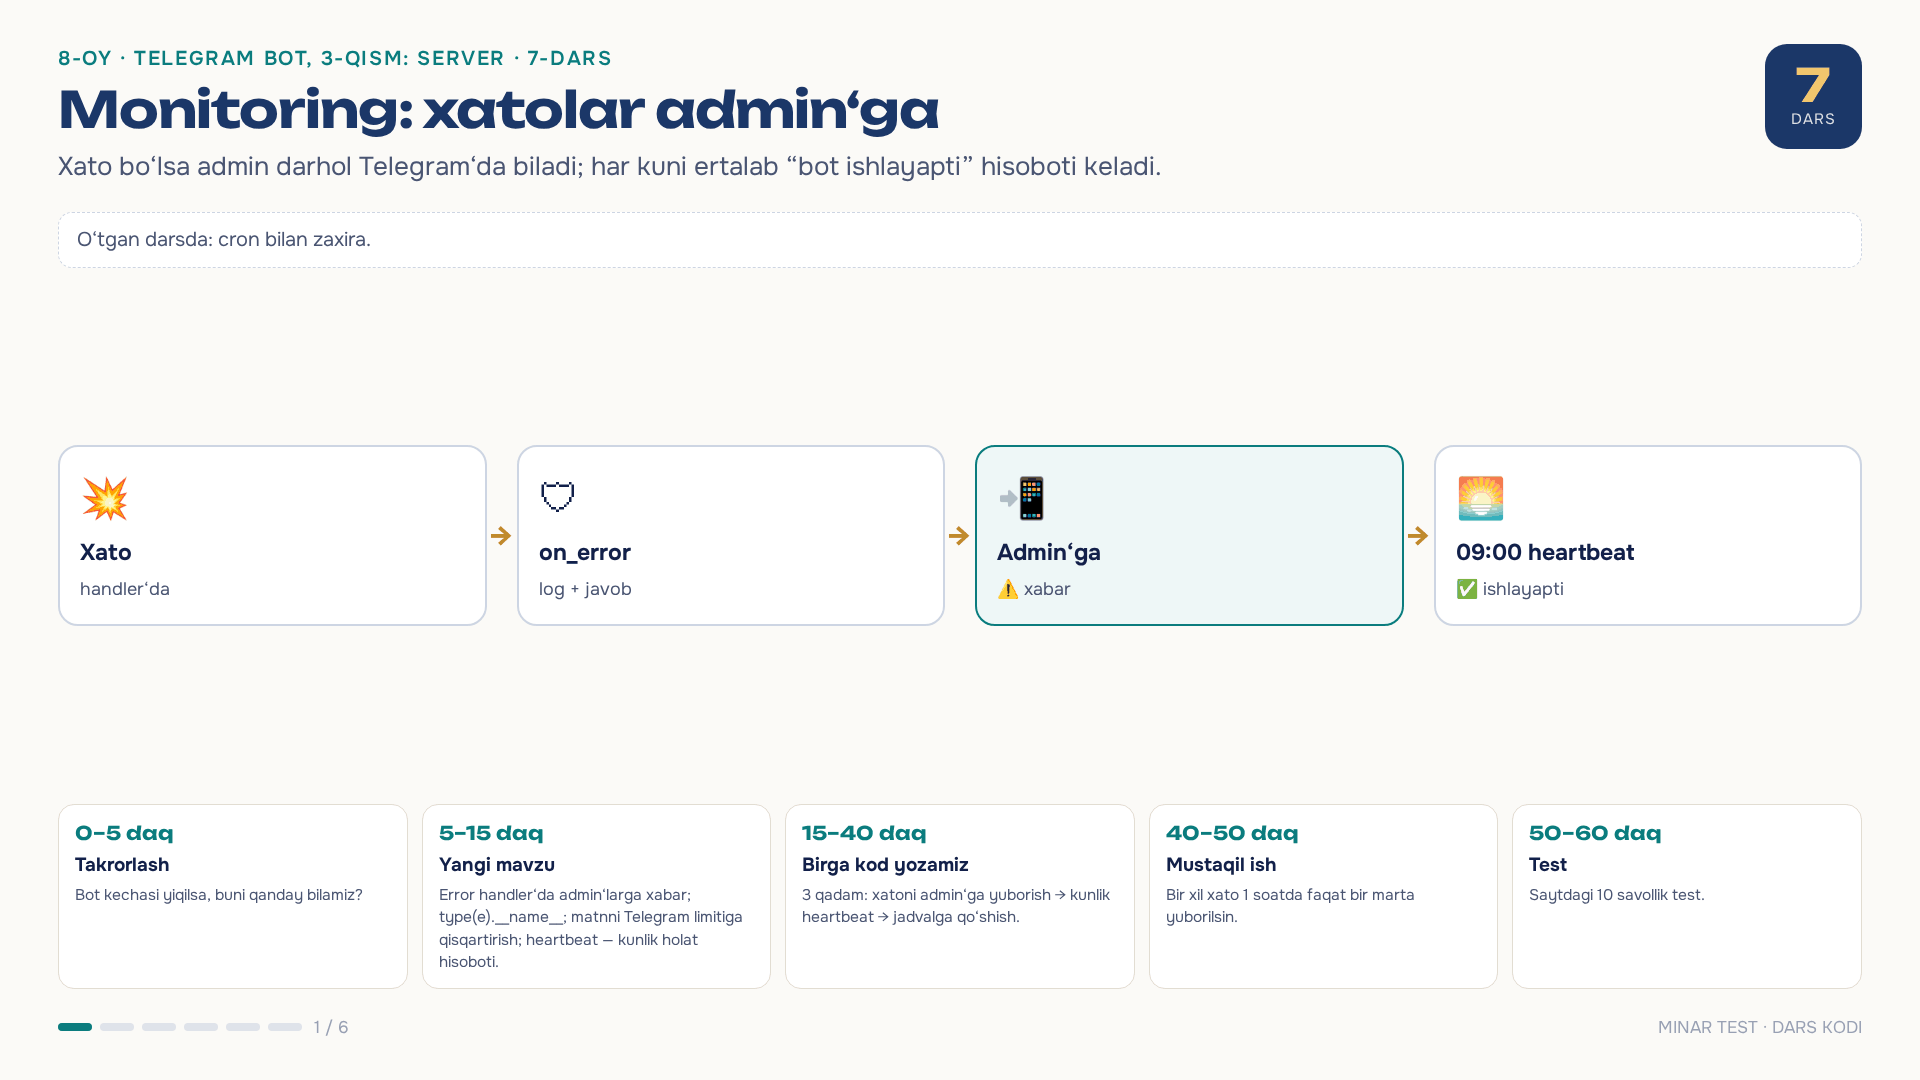 8-OY · TELEGRAM BOT, 3-QISM: SERVER · 7-DARS
Monitoring: xatolar admin‘ga
Xato bo‘lsa admin darhol Telegram‘da biladi; har kuni ertalab “bot ishlayapti” hisoboti keladi.
7
DARS
O‘tgan darsda: cron bilan zaxira.
Xato
handler‘da
→
on_error
log + javob
→
Admin‘ga
⚠️ xabar
→
09:00 heartbeat
✅ ishlayapti
0–5 daq
Takrorlash
Bot kechasi yiqilsa, buni qanday bilamiz?
5–15 daq
Yangi mavzu
Error handler‘da admin‘larga xabar;
type(e).__name__; matnni Telegram limitiga
qisqartirish; heartbeat — kunlik holat
hisoboti.
15–40 daq
Birga kod yozamiz
3 qadam: xatoni admin‘ga yuborish → kunlik
heartbeat → jadvalga qo‘shish.
40–50 daq
Mustaqil ish
Bir xil xato 1 soatda faqat bir marta
yuborilsin.
50–60 daq
Test
Saytdagi 10 savollik test.
1 / 6
MINAR TEST · DARS KODI